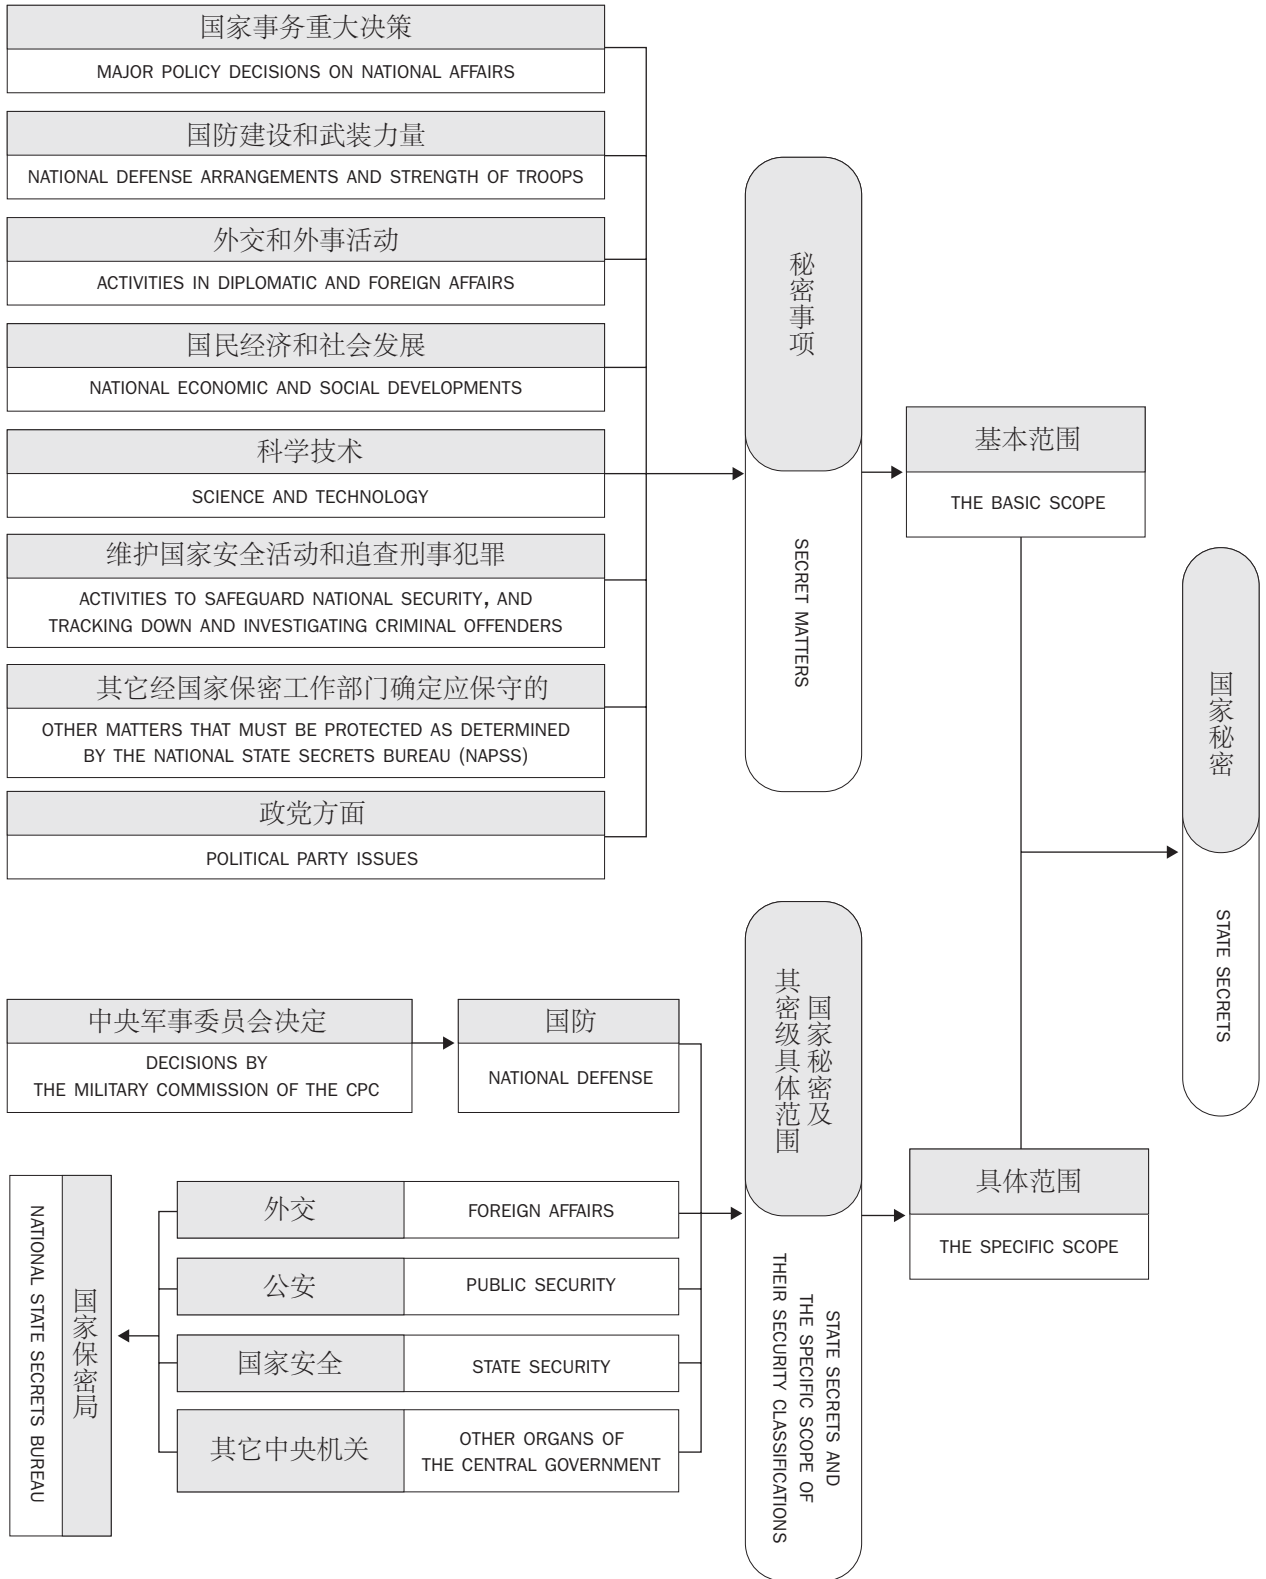 国家事务重大决策
MAJOR POLICY DECISIONS ON NATIONAL AFFAIRS
国防建设和武装力量
NATIONAL DEFENSE ARRANGEMENTS AND STRENGTH OF TROOPS
外交和外事活动
ACTIVITIES IN DIPLOMATIC AND FOREIGN AFFAIRS
国民经济和社会发展
NATIONAL ECONOMIC AND SOCIAL DEVELOPMENTS
科学技术
SCIENCE AND TECHNOLOGY
维护国家安全活动和追查刑事犯罪
ACTIVITIES TO SAFEGUARD NATIONAL SECURITY, AND
TRACKING DOWN AND INVESTIGATING CRIMINAL OFFENDERS
其它经国家保密工作部门确定应保守的
OTHER MATTERS THAT MUST BE PROTECTED AS DETERMINED
BY THE NATIONAL STATE SECRETS BUREAU (NAPSS)
政党方面
POLITICAL PARTY ISSUES
秘密事项
SECRET MATTERS
基本范围
THE BASIC SCOPE
国家秘密
STATE SECRETS
中央军事委员会决定
DECISIONS BY
THE MILITARY COMMISSION OF THE CPC
国防
NATIONAL DEFENSE
国家保密局
NATIONAL STATE SECRETS BUREAU
外交
FOREIGN AFFAIRS
公安
PUBLIC SECURITY
国家安全
STATE SECURITY
其它中央机关
OTHER ORGANS OF
THE CENTRAL GOVERNMENT
国家秘密及
其密级具体范围
STATE SECRETS AND
THE SPECIFIC SCOPE OF
THEIR SECURITY CLASSIFICATIONS
具体范围
THE SPECIFIC SCOPE